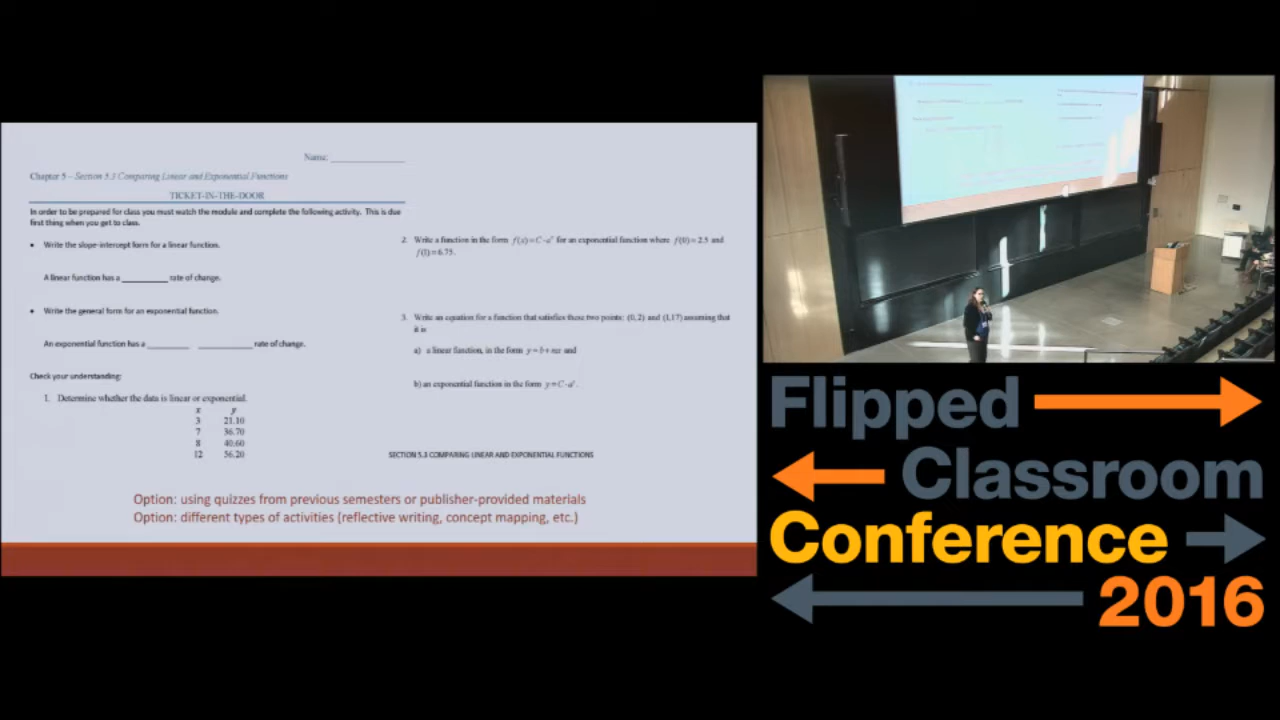 Name: ____________
Chapter 5 – Section 5.3 Comparing Linear and Exponential Functions
TICKET-IN-THE-DOOR
In order to be prepared for class you must watch the module and complete the following activity. This is due
first thing when you get to class.
• Write the slope-intercept form for a linear function.
A linear function has a __________ rate of change.
• Write the general form for an exponential function.
An exponential function has a _________ ____________ rate of change.
Check your understanding:
1. Determine whether the data is linear or exponential.
x y
3 21.10
7 36.70
8 40.60
12 56.20
2. Write a function in the form f(x)=C·aˣ for an exponential function where f(0)=2.5 and
f(1)=6.75.
3. Write an equation for a function that satisfies these two points: (0,2) and (1,17) assuming that
it is
a) a linear function, in the form y=b+mx and
b) an exponential function in the form y=C·aˣ.
SECTION 5.3 COMPARING LINEAR AND EXPONENTIAL FUNCTIONS
Option: using quizzes from previous semesters or publisher-provided materials
Option: different types of activities (reflective writing, concept mapping, etc.)
Flipped
Classroom
Conference
2016